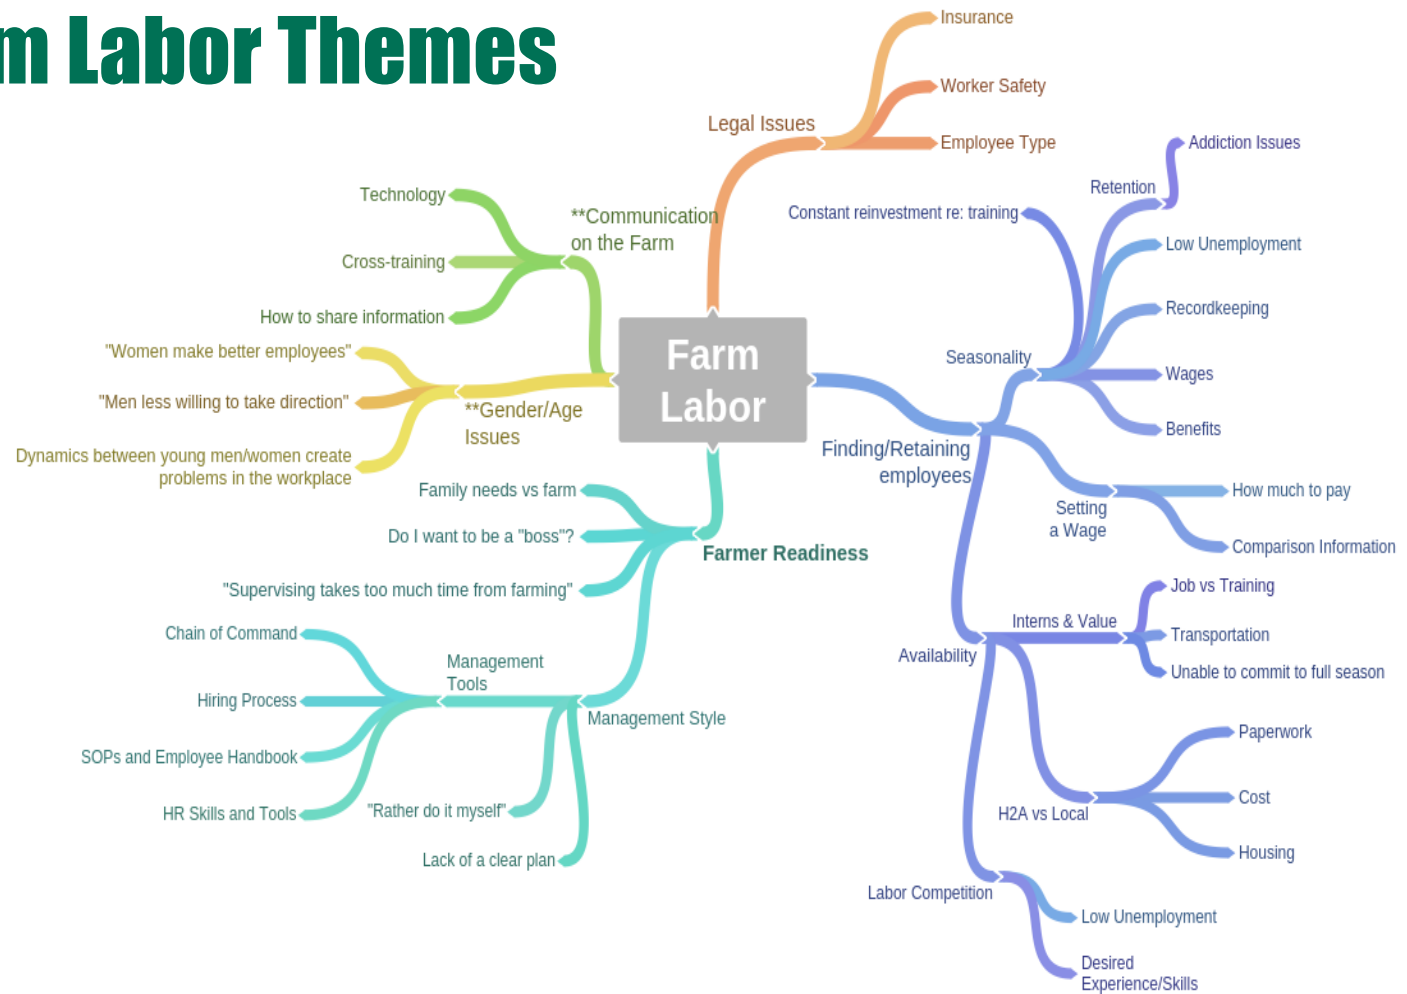 m Labor Themes
Insurance
Worker Safety
Legal Issues
Employee Type
Addiction Issues
Retention
Constant reinvestment re: training
Low Unemployment
Recordkeeping
Seasonality
Wages
Benefits
Technology
**Communication
on the Farm
Cross-training
How to share information
"Women make better employees"
"Men less willing to take direction"
**Gender/Age
Issues
Dynamics between young men/women create
problems in the workplace
Farm
Labor
Finding/Retaining
employees
Setting
a Wage
How much to pay
Comparison Information
Family needs vs farm
Do I want to be a "boss"?
Farmer Readiness
"Supervising takes too much time from farming"
Chain of Command
Management
Tools
Hiring Process
Management Style
SOPs and Employee Handbook
HR Skills and Tools
"Rather do it myself"
Lack of a clear plan
Job vs Training
Interns & Value
Transportation
Availability
Unable to commit to full season
Paperwork
Cost
H2A vs Local
Housing
Labor Competition
Low Unemployment
Desired
Experience/Skills